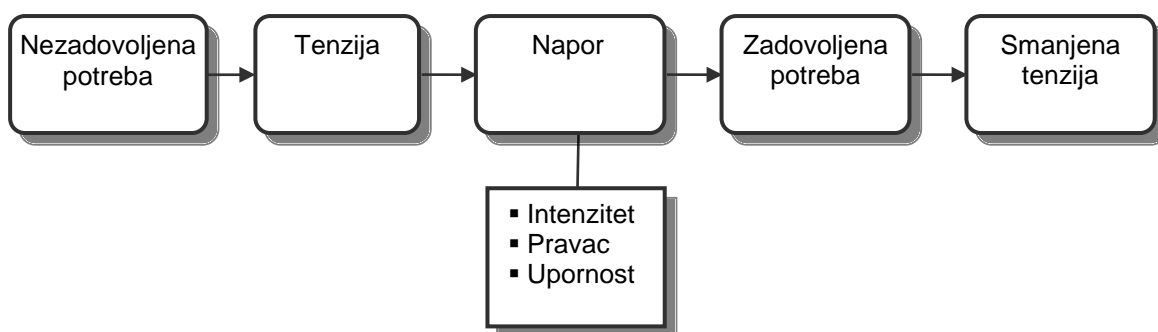 Nezadovoljena
potreba
Tenzija
Napor
Zadovoljena
potreba
Smanjena
tenzija
▪ Intenzitet
▪ Pravac
▪ Upornost